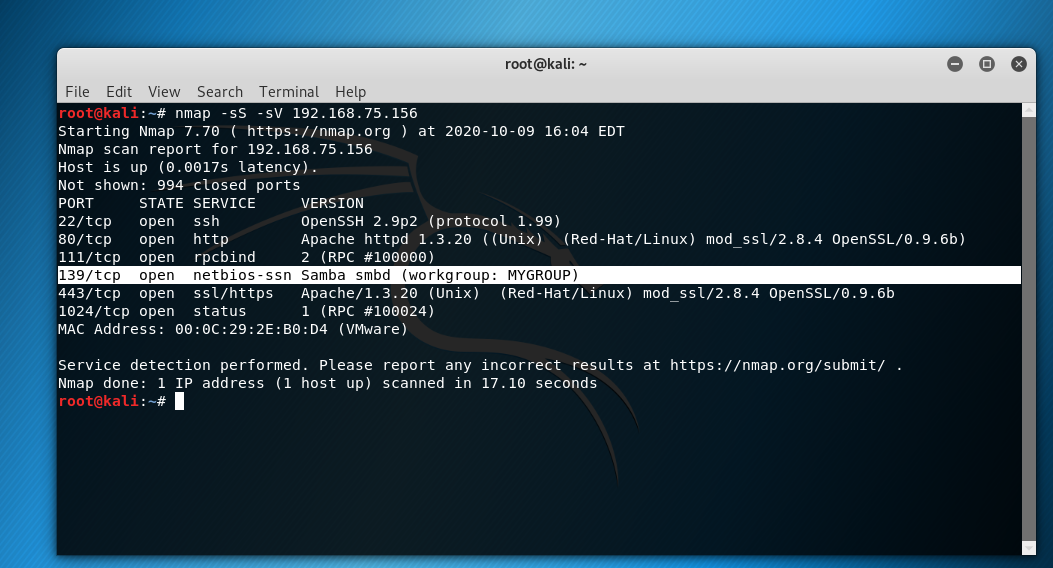 root@kali: ~
File Edit View Search Terminal Help
root@kali:~# nmap -sS -sV 192.168.75.156
Starting Nmap 7.70 ( https://nmap.org ) at 2020-10-09 16:04 EDT
Nmap scan report for 192.168.75.156
Host is up (0.0017s latency).
Not shown: 994 closed ports
PORT     STATE SERVICE     VERSION
22/tcp   open  ssh         OpenSSH 2.9p2 (protocol 1.99)
80/tcp   open  http        Apache httpd 1.3.20 ((Unix)  (Red-Hat/Linux) mod_ssl/2.8.4 OpenSSL/0.9.6b)
111/tcp  open  rpcbind     2 (RPC #100000)
139/tcp  open  netbios-ssn Samba smbd (workgroup: MYGROUP)
443/tcp  open  ssl/https   Apache/1.3.20 (Unix)  (Red-Hat/Linux) mod_ssl/2.8.4 OpenSSL/0.9.6b
1024/tcp open  status      1 (RPC #100024)
MAC Address: 00:0C:29:2E:B0:D4 (VMware)
Service detection performed. Please report any incorrect results at https://nmap.org/submit/ .
Nmap done: 1 IP address (1 host up) scanned in 17.10 seconds
root@kali:~#